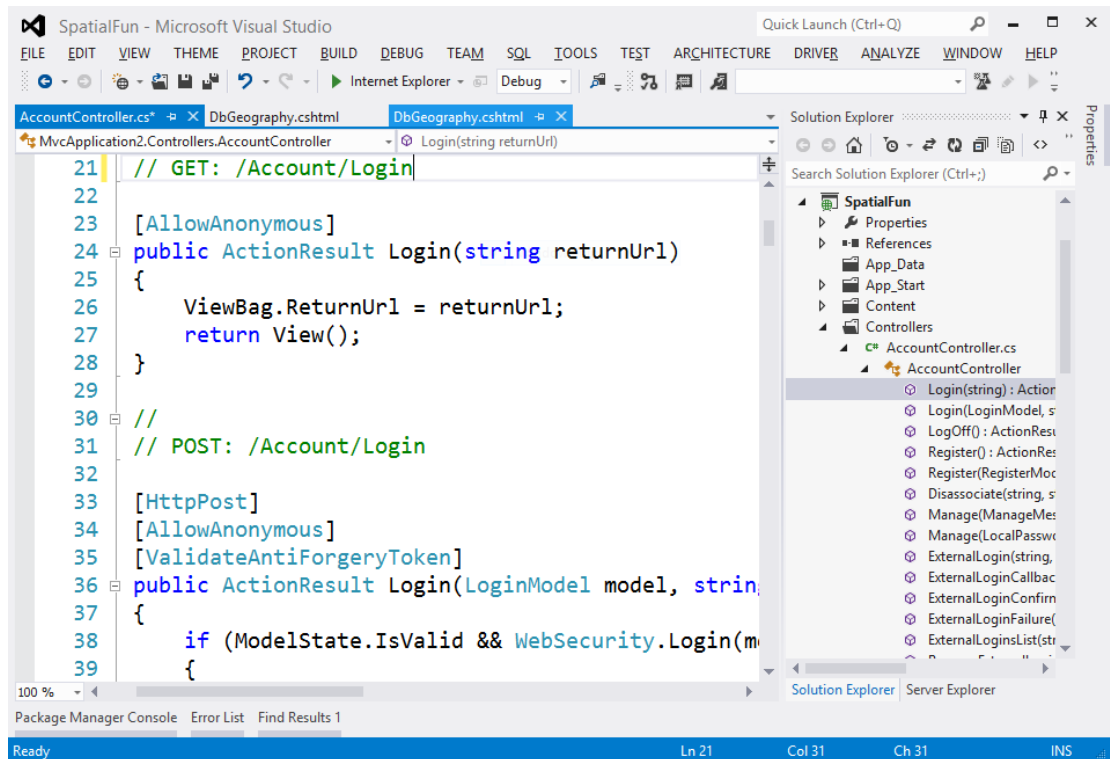 SpatialFun - Microsoft Visual Studio
Quick Launch (Ctrl+Q)
FILE EDIT VIEW THEME PROJECT BUILD DEBUG TEAM SQL TOOLS TEST ARCHITECTURE DRIVER ANALYZE WINDOW HELP
Internet Explorer Debug
AccountController.cs* DbGeography.cshtml DbGeography.cshtml
MvcApplication2.Controllers.AccountController Login(string returnUrl)
21 // GET: /Account/Login
22
23 [AllowAnonymous]
24 public ActionResult Login(string returnUrl)
25 {
26 ViewBag.ReturnUrl = returnUrl;
27 return View();
28 }
29
30 //
31 // POST: /Account/Login
32
33 [HttpPost]
34 [AllowAnonymous]
35 [ValidateAntiForgeryToken]
36 public ActionResult Login(LoginModel model, string
37 {
38 if (ModelState.IsValid && WebSecurity.Login(m
39 {
100 %
Solution Explorer
Search Solution Explorer (Ctrl+;)
SpatialFun
Properties
References
App_Data
App_Start
Content
Controllers
C# AccountController.cs
AccountController
Login(string) : Action
Login(LoginModel, s
LogOff() : ActionResu
Register() : ActionRes
Register(RegisterMod
Disassociate(string, s
Manage(ManageMes
Manage(LocalPasswo
ExternalLogin(string,
ExternalLoginCallbac
ExternalLoginConfirm
ExternalLoginFailure(
ExternalLoginsList(str
Solution Explorer Server Explorer
Properties
Package Manager Console Error List Find Results 1
Ready Ln 21 Col 31 Ch 31 INS